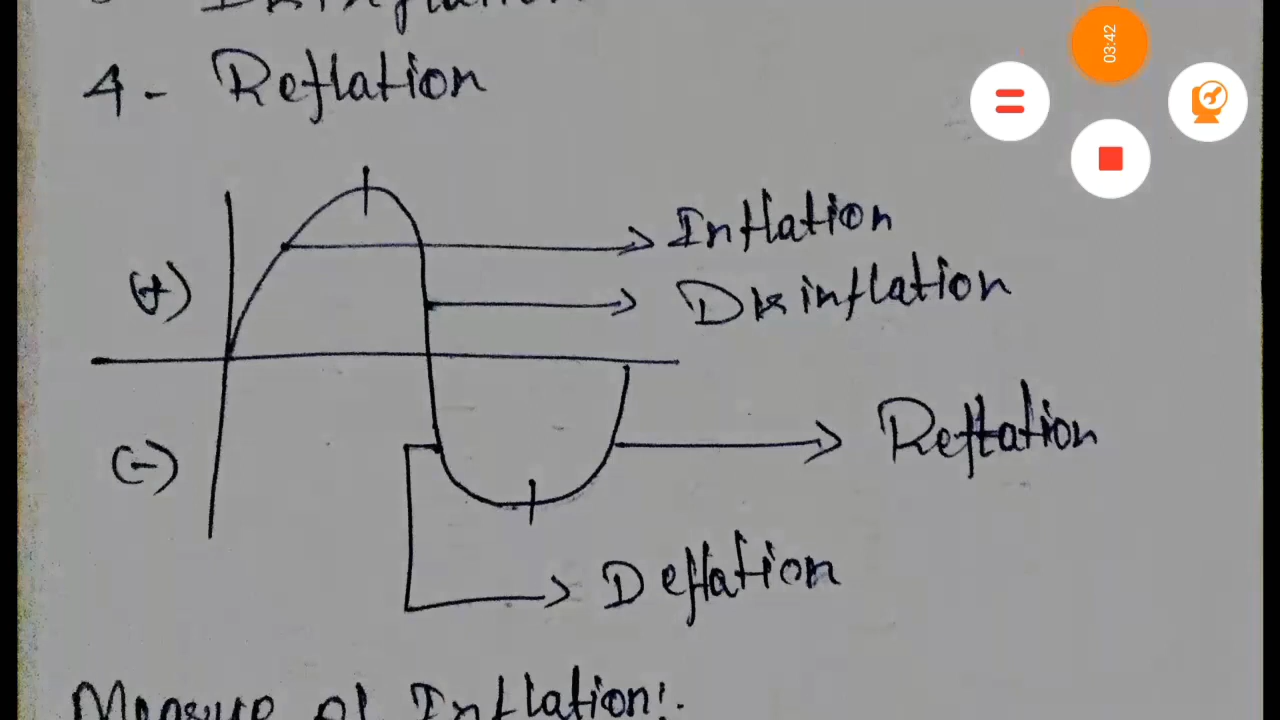 4 - Reflation
03:42
Inflation
(+)
Disinflation
Reflation
(-)
Deflation
Measure of Inflation:-